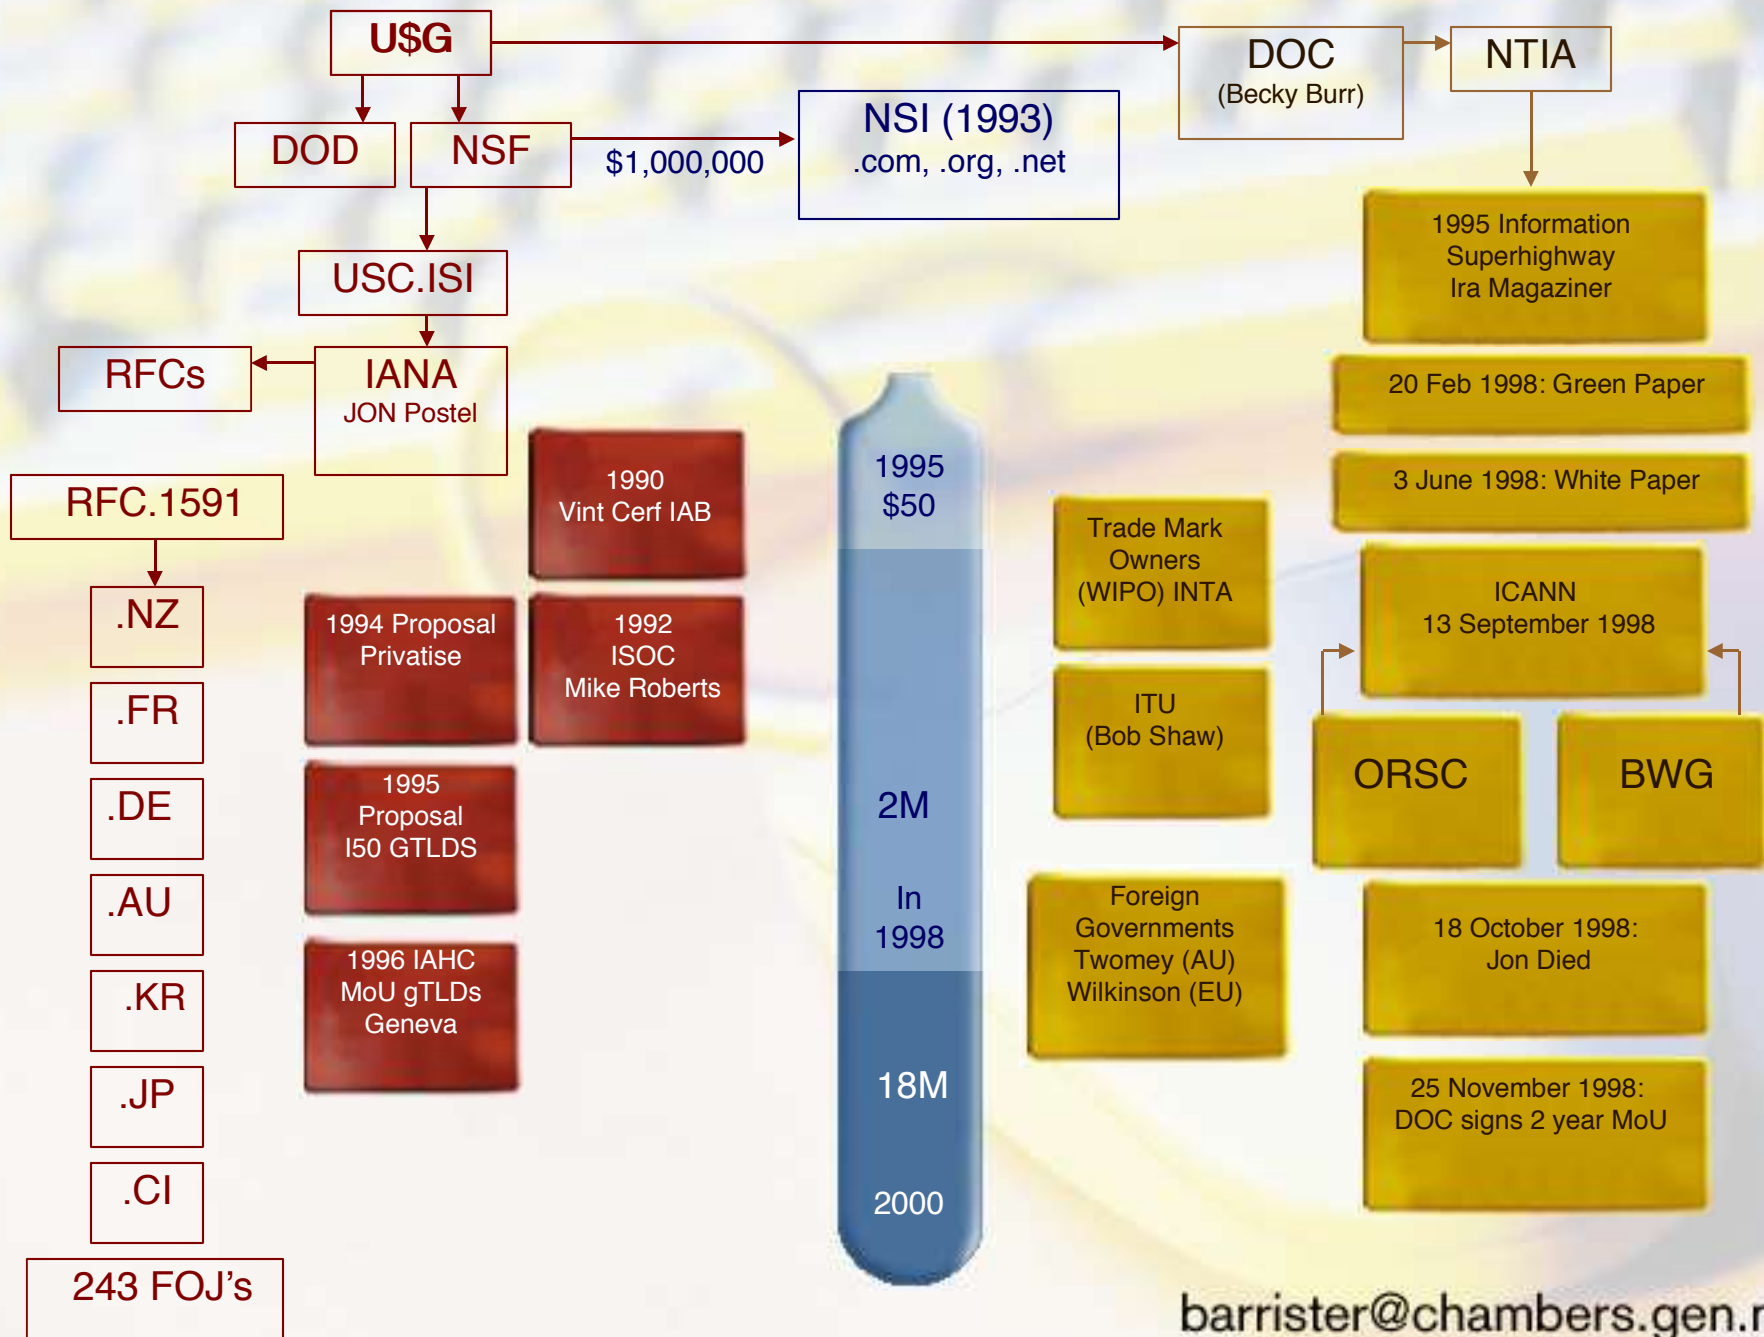 U$G
DOD
NSF
$1,000,000
NSI (1993)
.com, .org, .net
DOC
(Becky Burr)
NTIA
USC.ISI
RFCs
IANA
JON Postel
RFC.1591
.NZ
.FR
.DE
.AU
.KR
.JP
.CI
243 FOJ's
1990
Vint Cerf IAB
1994 Proposal
Privatise
1992
ISOC
Mike Roberts
1995
Proposal
I50 GTLDS
1996 IAHC
MoU gTLDs
Geneva
1995
$50
2M
In
1998
18M
2000
Trade Mark
Owners
(WIPO) INTA
ITU
(Bob Shaw)
Foreign
Governments
Twomey (AU)
Wilkinson (EU)
1995 Information
Superhighway
Ira Magaziner
20 Feb 1998: Green Paper
3 June 1998: White Paper
ICANN
13 September 1998
ORSC
BWG
18 October 1998:
Jon Died
25 November 1998:
DOC signs 2 year MoU
barrister@chambers.gen.n